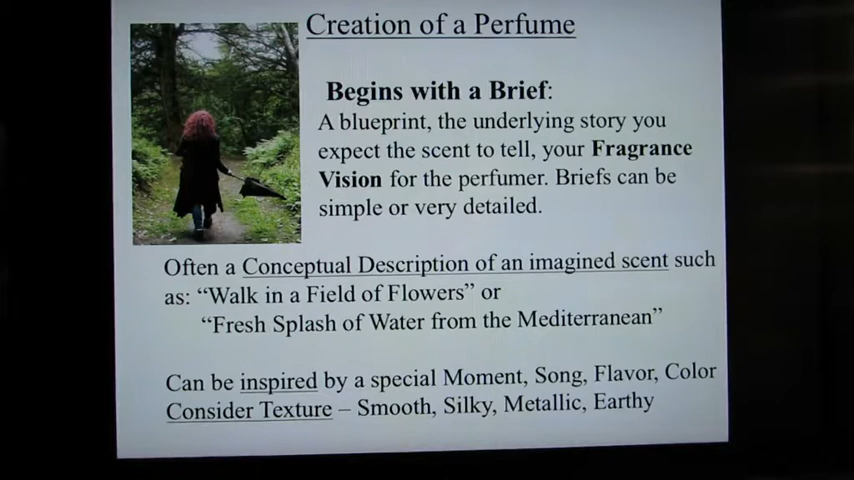 Creation of a Perfume
Begins with a Brief:
A blueprint, the underlying story you
expect the scent to tell, your Fragrance
Vision for the perfumer. Briefs can be
simple or very detailed.
Often a Conceptual Description of an imagined scent such
as: “Walk in a Field of Flowers” or
“Fresh Splash of Water from the Mediterranean”
Can be inspired by a special Moment, Song, Flavor, Color
Consider Texture – Smooth, Silky, Metallic, Earthy